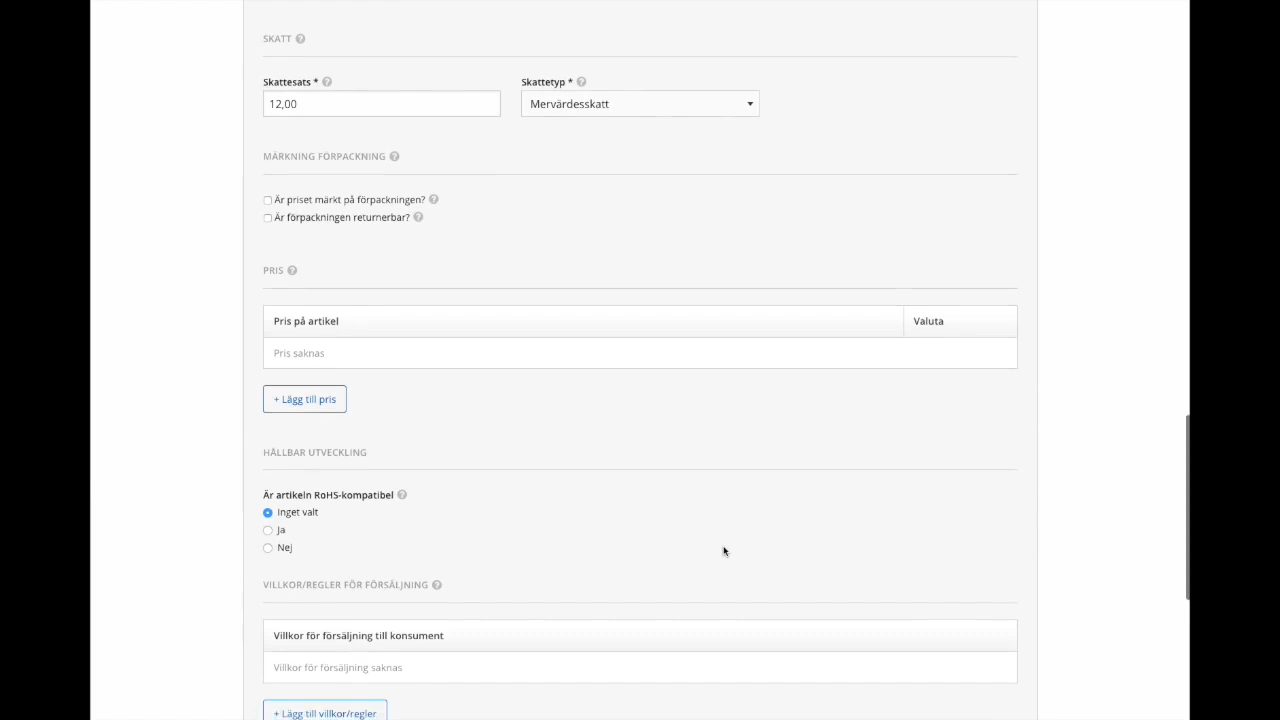 SKATT
Skattesats * Skattetyp *
12,00 Mervärdesskatt
MÄRKNING FÖRPACKNING
Är priset märkt på förpackningen?
Är förpackningen returnerbar?
PRIS
Pris på artikel Valuta
Pris saknas
+ Lägg till pris
HÅLLBAR UTVECKLING
Är artikeln RoHS-kompatibel
Inget valt
Ja
Nej
VILLKOR/REGLER FÖR FÖRSÄLJNING
Villkor för försäljning till konsument
Villkor för försäljning saknas
+ Lägg till villkor/regler